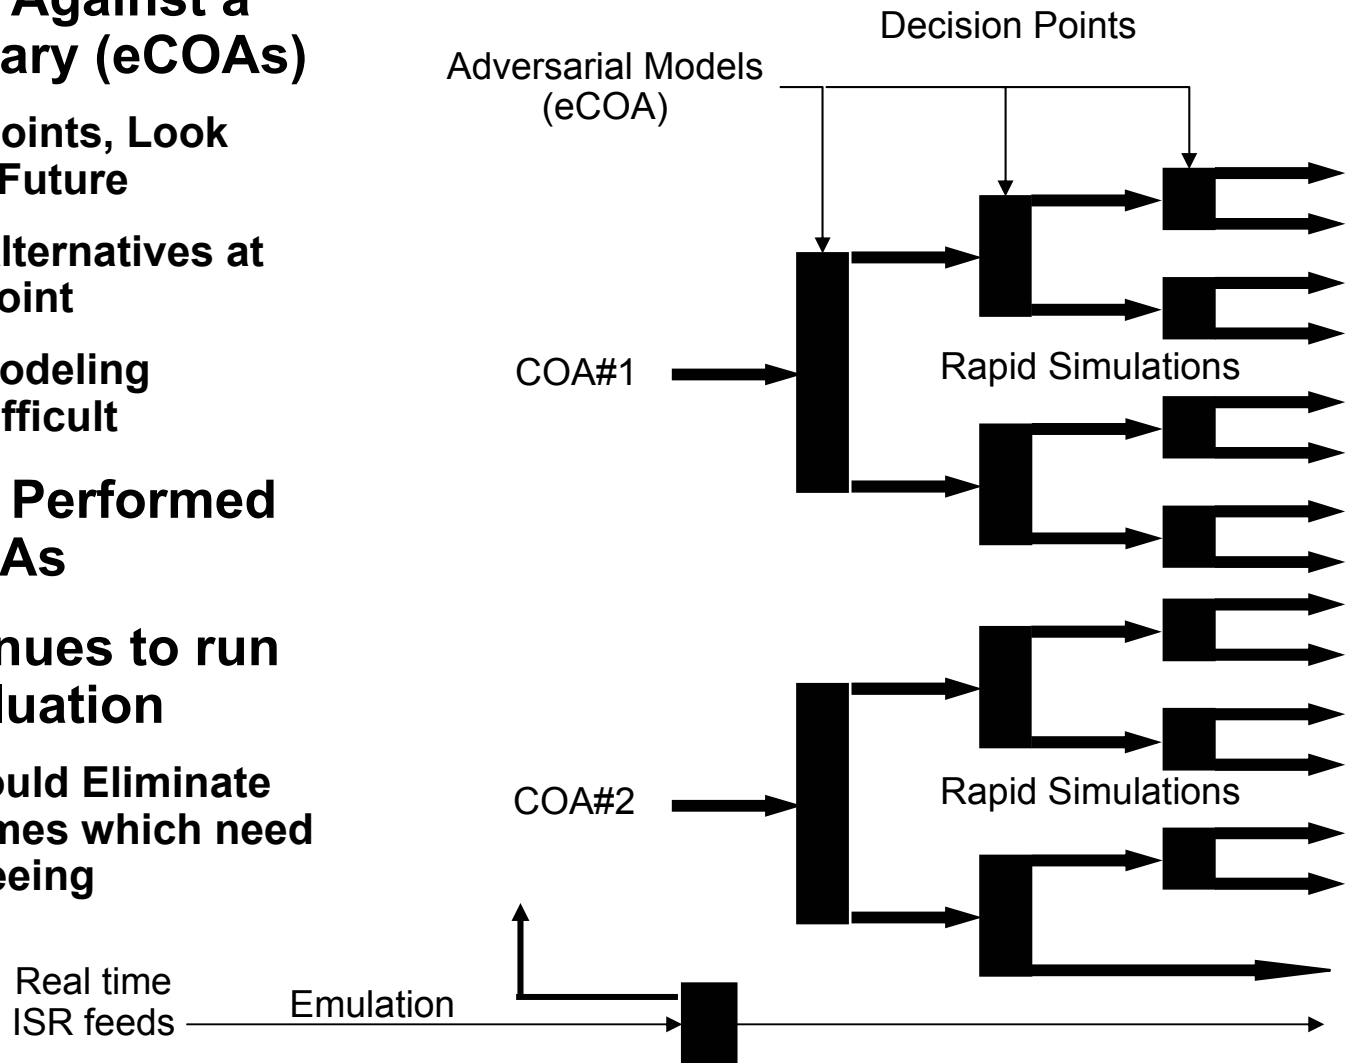 Against a
ary (eCOAs)
oints, Look
Future
lternatives at
oint
odeling
fficult
Performed
As
nues to run
luation
ould Eliminate
mes which need
eeing
Decision Points
Adversarial Models
(eCOA)
COA#1
Rapid Simulations
COA#2
Rapid Simulations
Real time
ISR feeds
Emulation